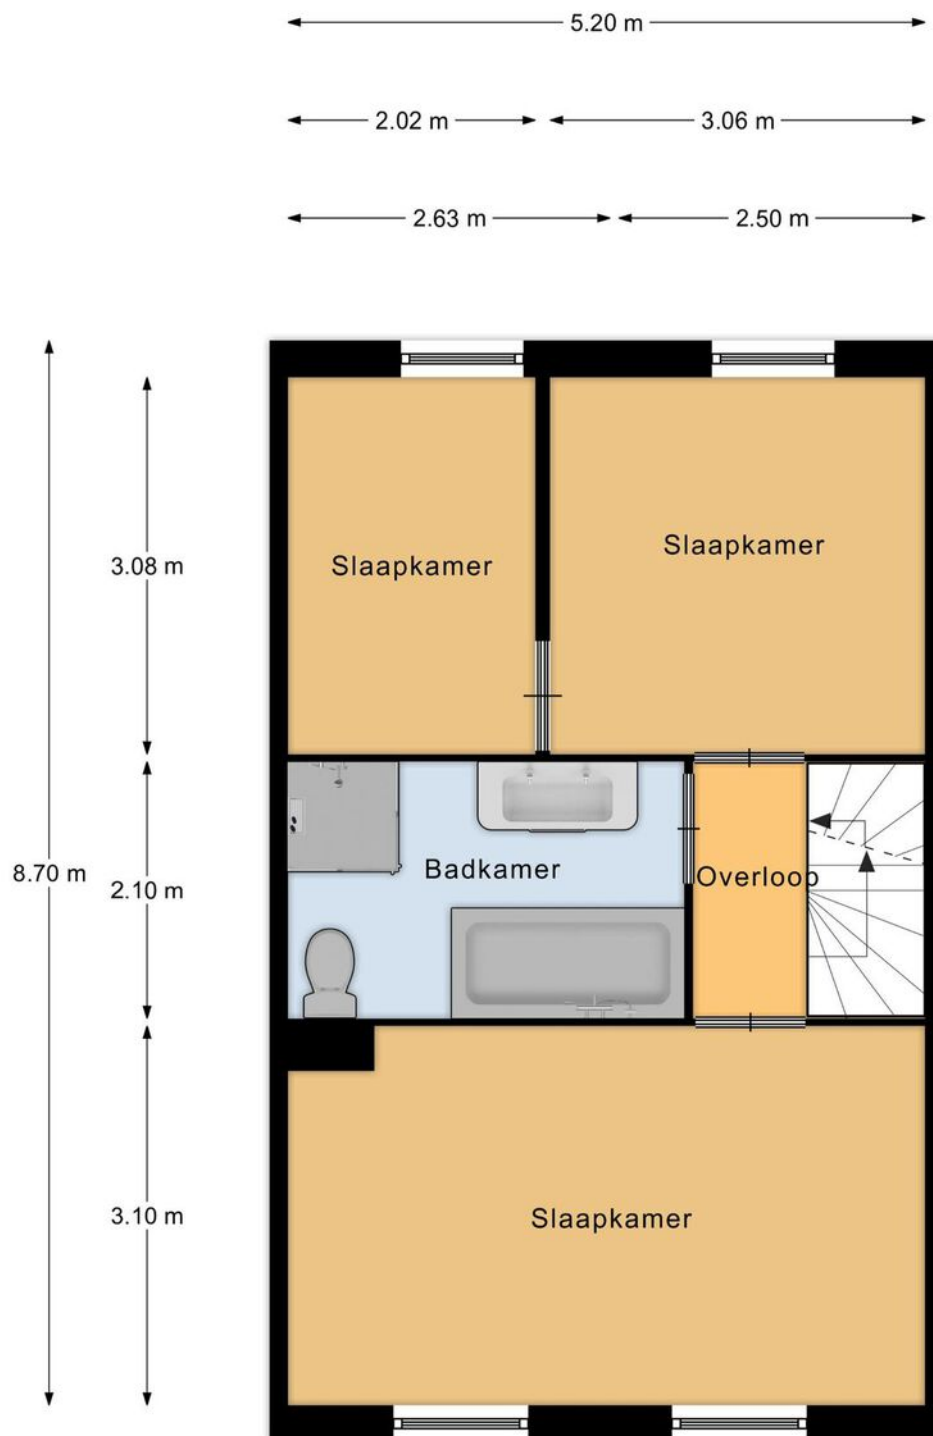 5.20 m
2.02 m
3.06 m
2.63 m
2.50 m
3.08 m
Slaapkamer
Slaapkamer
8.70 m
2.10 m
Badkamer
Overloop
3.10 m
Slaapkamer